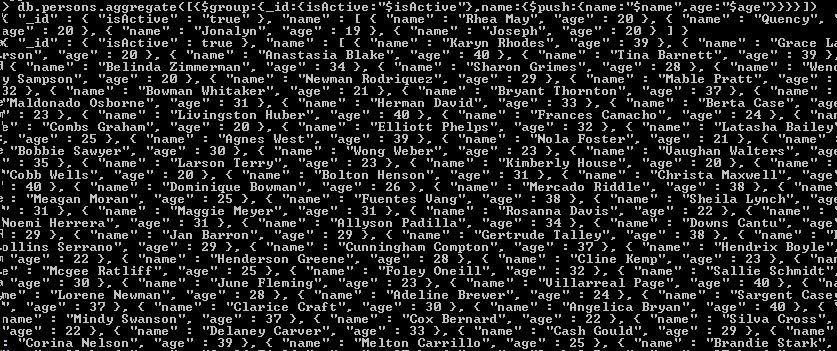 > db.persons.aggregate([{$group:{_id:{isActive:"$isActive"},name:{$push:{name:"$name",age:"$age"}}}}])
{ "_id" : { "isActive" : "true" }, "name" : [ { "name" : "Rhea May", "age" : 20 }, { "name" : "Quency",
age" : 20 }, { "name" : "Jonalyn", "age" : 19 }, { "name" : "Joseph", "age" : 20 } ] }
{ "_id" : { "isActive" : true }, "name" : [ { "name" : "Karyn Rhodes", "age" : 39 }, { "name" : "Grace La
rson", "age" : 20 }, { "name" : "Anastasia Blake", "age" : 40 }, { "name" : "Tina Barnett", "age" : 39 },
{ "name" : "Belinda Zimmerman", "age" : 34 }, { "name" : "Sharon Grimes", "age" : 28 }, { "name" : "Wend
y Sampson", "age" : 20 }, { "name" : "Newman Rodriquez", "age" : 29 }, { "name" : "Mable Pratt", "age" :
32 }, { "name" : "Bowman Whitaker", "age" : 21 }, { "name" : "Bryant Thornton", "age" : 37 }, { "name" :
"Maldonado Osborne", "age" : 31 }, { "name" : "Herman David", "age" : 33 }, { "name" : "Berta Case", "age"
: 23 }, { "name" : "Livingston Huber", "age" : 40 }, { "name" : "Frances Camacho", "age" : 24 }, { "name
e" : "Combs Graham", "age" : 20 }, { "name" : "Elliott Phelps", "age" : 32 }, { "name" : "Latasha Bailey
, "age" : 25 }, { "name" : "Agnes West", "age" : 39 }, { "name" : "Nola Foster", "age" : 21 }, { "name"
"Bobbie Sawyer", "age" : 30 }, { "name" : "Wong Weber", "age" : 23 }, { "name" : "Vaughan Walters", "age
" : 35 }, { "name" : "Larson Terry", "age" : 23 }, { "name" : "Kimberly House", "age" : 20 }, { "name" :
"Cobb Wells", "age" : 20 }, { "name" : "Bolton Henson", "age" : 31 }, { "name" : "Christa Maxwell", "age"
: 40 }, { "name" : "Dominique Bowman", "age" : 26 }, { "name" : "Mercado Riddle", "age" : 38 }, { "name"
: "Meagan Moran", "age" : 25 }, { "name" : "Fuentes Wang", "age" : 38 }, { "name" : "Sheila Lynch", "age
" : 31 }, { "name" : "Maggie Meyer", "age" : 31 }, { "name" : "Rosanna Davis", "age" : 22 }, { "name" :
"Noemi Herrera", "age" : 31 }, { "name" : "Allyson Padilla", "age" : 34 }, { "name" : "Downs Cantu", "age"
: 29 }, { "name" : "Jan Barron", "age" : 29 }, { "name" : "Gertrude Talley", "age" : 38 }, { "name" :
ollins Serrano", "age" : 29 }, { "name" : "Cunningham Compton", "age" : 37 }, { "name" : "Hendrix Boyle"
"age" : 22 }, { "name" : "Henderson Greene", "age" : 28 }, { "name" : "Cline Kemp", "age" : 23 }, { "name"
: "Mcgee Ratliff", "age" : 25 }, { "name" : "Foley Oneill", "age" : 32 }, { "name" : "Sallie Schmidt",
"age" : 30 }, { "name" : "June Fleming", "age" : 23 }, { "name" : "Villarreal Page", "age" : 40 }, { "na
me" : "Lorene Newman", "age" : 28 }, { "name" : "Adeline Brewer", "age" : 24 }, { "name" : "Sargent Case
, "age" : 37 }, { "name" : "Clarice Craft", "age" : 30 }, { "name" : "Angelica Bryan", "age" : 40 }, { "
: "Mindy Swanson", "age" : 37 }, { "name" : "Cox Bernard", "age" : 22 }, { "name" : "Silva Cross",
"age" : 22 }, { "name" : "Delaney Carver", "age" : 33 }, { "name" : "Cash Gould", "age" : 29 }, { "name"
: "Corina Nelson", "age" : 39 }, { "name" : "Melton Carrillo", "age" : 25 }, { "name" : "Brandie Stark",